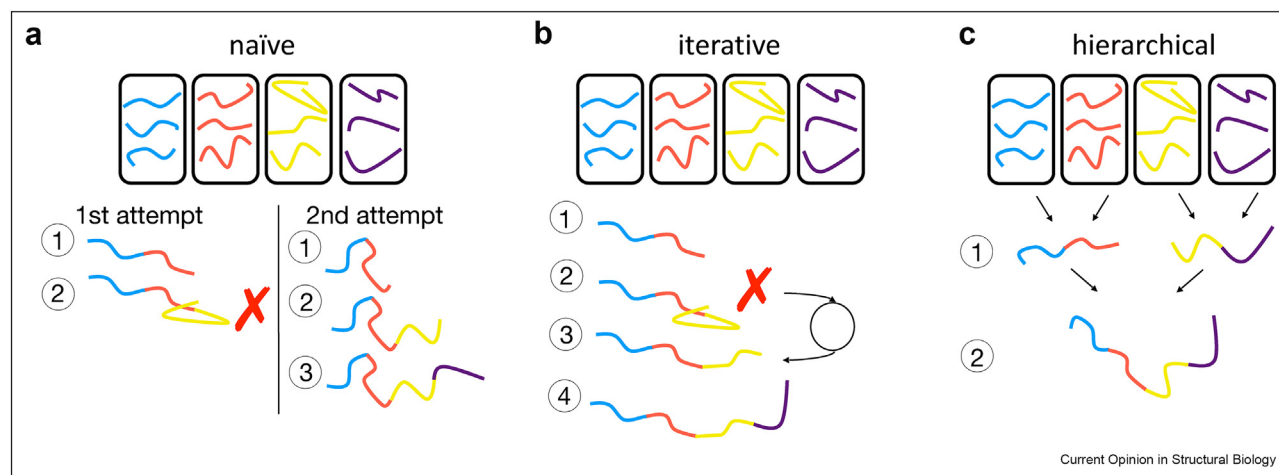 a
naïve
1st attempt
1
2
2nd attempt
1
2
3
b
iterative
1
2
3
4
c
hierarchical
1
2
Current Opinion in Structural Biology